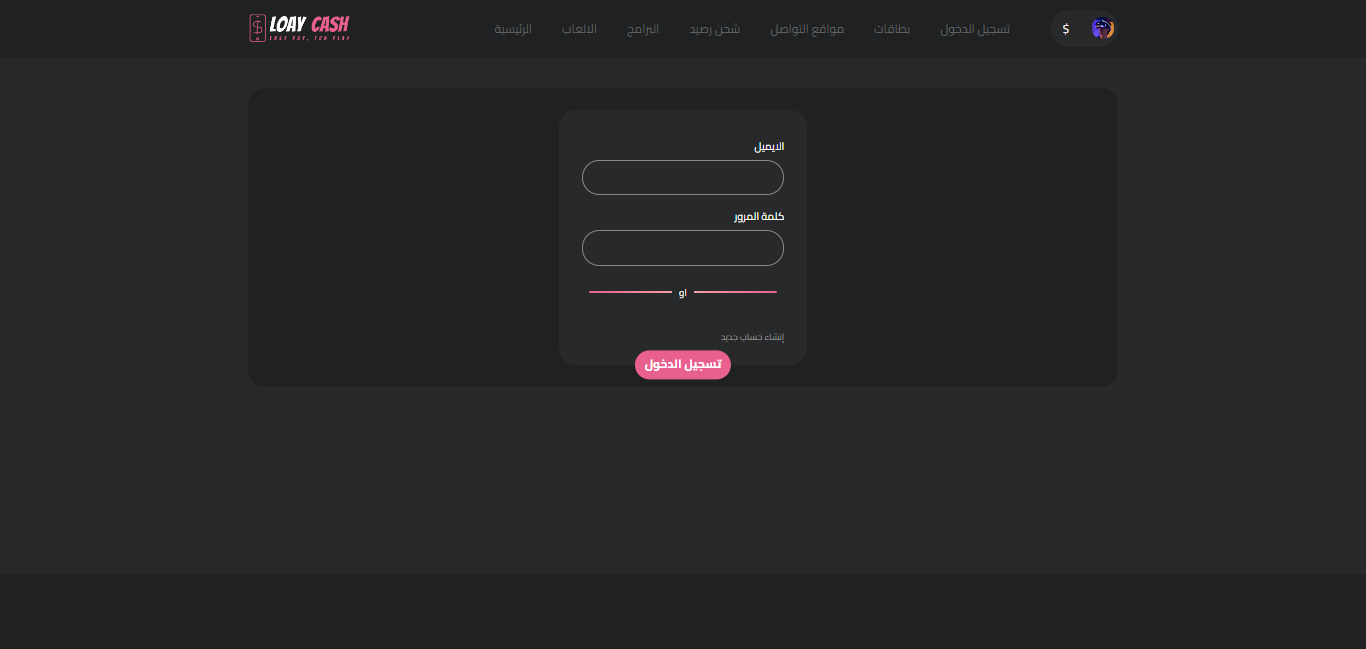 LOAY CASH
EASY PAY, YOU PLAY
الرئيسية
الالعاب
البرامج
شحن رصيد
مواقع التواصل
بطاقات
تسجيل الدخول
$
الايميل
كلمة المرور
او
إنشاء حساب جديد
تسجيل الدخول